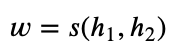 w = s(h₁, h₂)